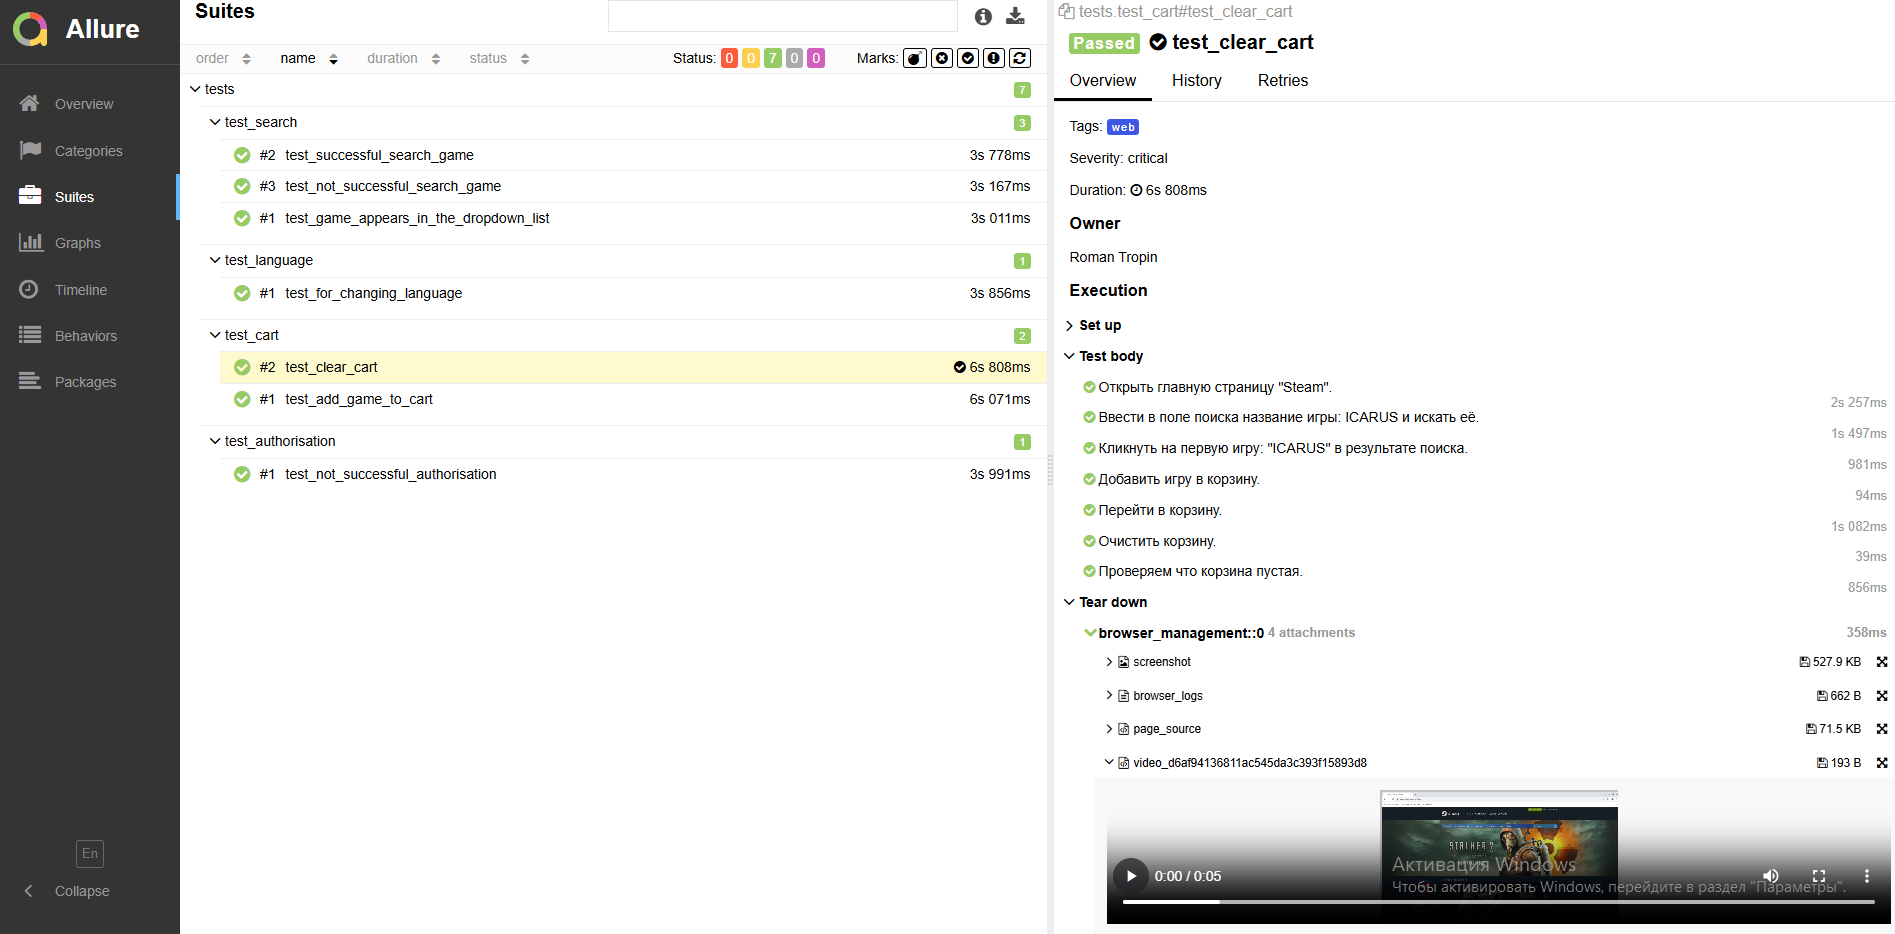 Allure
Overview
Categories
Suites
Graphs
Timeline
Behaviors
Packages
En
Collapse
Suites
order name duration status Status: 0 0 7 0 0 Marks:
tests 7
test_search 3
#2 test_successful_search_game 3s 778ms
#3 test_not_successful_search_game 3s 167ms
#1 test_game_appears_in_the_dropdown_list 3s 011ms
test_language 1
#1 test_for_changing_language 3s 856ms
test_cart 2
#2 test_clear_cart 6s 808ms
#1 test_add_game_to_cart 6s 071ms
test_authorisation 1
#1 test_not_successful_authorisation 3s 991ms
tests.test_cart#test_clear_cart
Passed test_clear_cart
Overview History Retries
Tags: web
Severity: critical
Duration: 6s 808ms
Owner
Roman Tropin
Execution
Set up
Test body
Открыть главную страницу "Steam".
2s 257ms
Ввести в поле поиска название игры: ICARUS и искать её.
1s 497ms
Кликнуть на первую игру: "ICARUS" в результате поиска.
981ms
Добавить игру в корзину.
94ms
Перейти в корзину.
1s 082ms
Очистить корзину.
39ms
Проверяем что корзина пустая.
856ms
Tear down
browser_management::0 4 attachments 358ms
screenshot 527.9 KB
browser_logs 662 B
page_source 71.5 KB
video_d6af94136811ac545da3c393f15893d8 193 B
STALKER 2
Активация Windows
0:00 / 0:05
Чтобы активировать Windows, перейдите в раздел "Параметры".